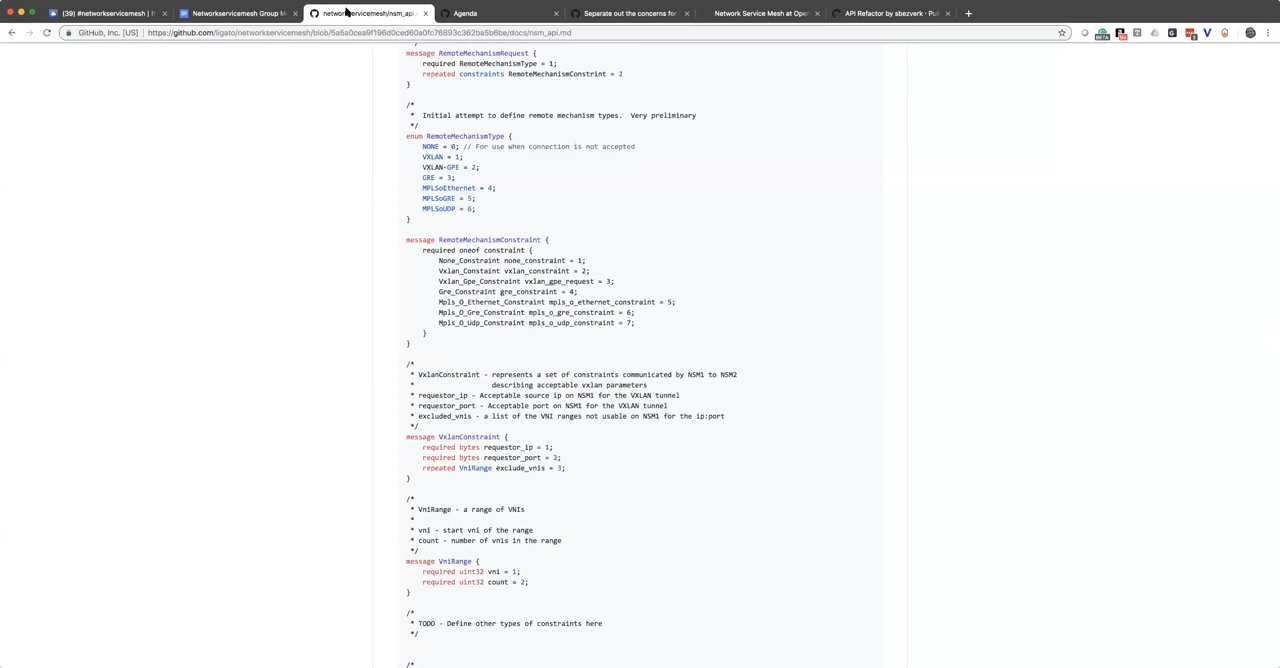 (39) #networkservicemesh | f
Networkservicemesh Group M
networkservicemesh/nsm_api
Agenda
Separate out the concerns for
Network Service Mesh at Ope
API Refactor by sbezverk · Pul
GitHub, Inc. [US] | https://github.com/ligato/networkservicemesh/blob/5a5a0cea9f196d0ced60a0fc369362ba5b6be/docs/nsm_api.md
*/
message RemoteMechanismRequest {
required RemoteMechanismType = 1;
repeated constraints RemoteMechanismConstrint = 2
}
/*
* Initial attempt to define remote mechanism types.  Very preliminary
*/
enum RemoteMechanismType {
NONE = 0; // For use when connection is not accepted
VXLAN = 1;
VXLAN-GPE = 2;
GRE = 3;
MPLSoEthernet = 4;
MPLSoGRE = 5;
MPLSoUDP = 6;
}
message RemoteMechanismConstraint {
required oneof constraint {
None_Constraint none_constraint = 1;
Vxlan_Constaint vxlan_constraint = 2;
Vxlan_Gpe_Constraint vxlan_gpe_request = 3;
Gre_Constraint gre_constraint = 4;
Mpls_O_Ethernet_Constraint mpls_o_ethernet_constraint = 5;
Mpls_O_Gre_Constraint mpls_o_gre_constraint = 6;
Mpls_O_Udp_Constraint mpls_o_udp_constraint = 7;
}
}
/*
* VxlanConstraint - represents a set of constraints communicated by NSM1 to NSM2
* describing acceptable vxlan parameters
* requestor_ip - Acceptable source ip on NSM1 for the VXLAN tunnel
* requestor_port - Acceptable port on NSM1 for the VXLAN tunnel
* excluded_vnis - a list of the VNI ranges not usable on NSM1 for the ip:port
*/
message VxlanConstraint {
required bytes requestor_ip = 1;
required bytes requestor_port = 2;
repeated VniRange exclude_vnis = 3;
}
/*
* VniRange - a range of VNIs
*
* vni - start vni of the range
* count - number of vnis in the range
*/
message VniRange {
required uint32 vni = 1;
required uint32 count = 2;
}
/*
* TODO - Define other types of constraints here
*/
/*